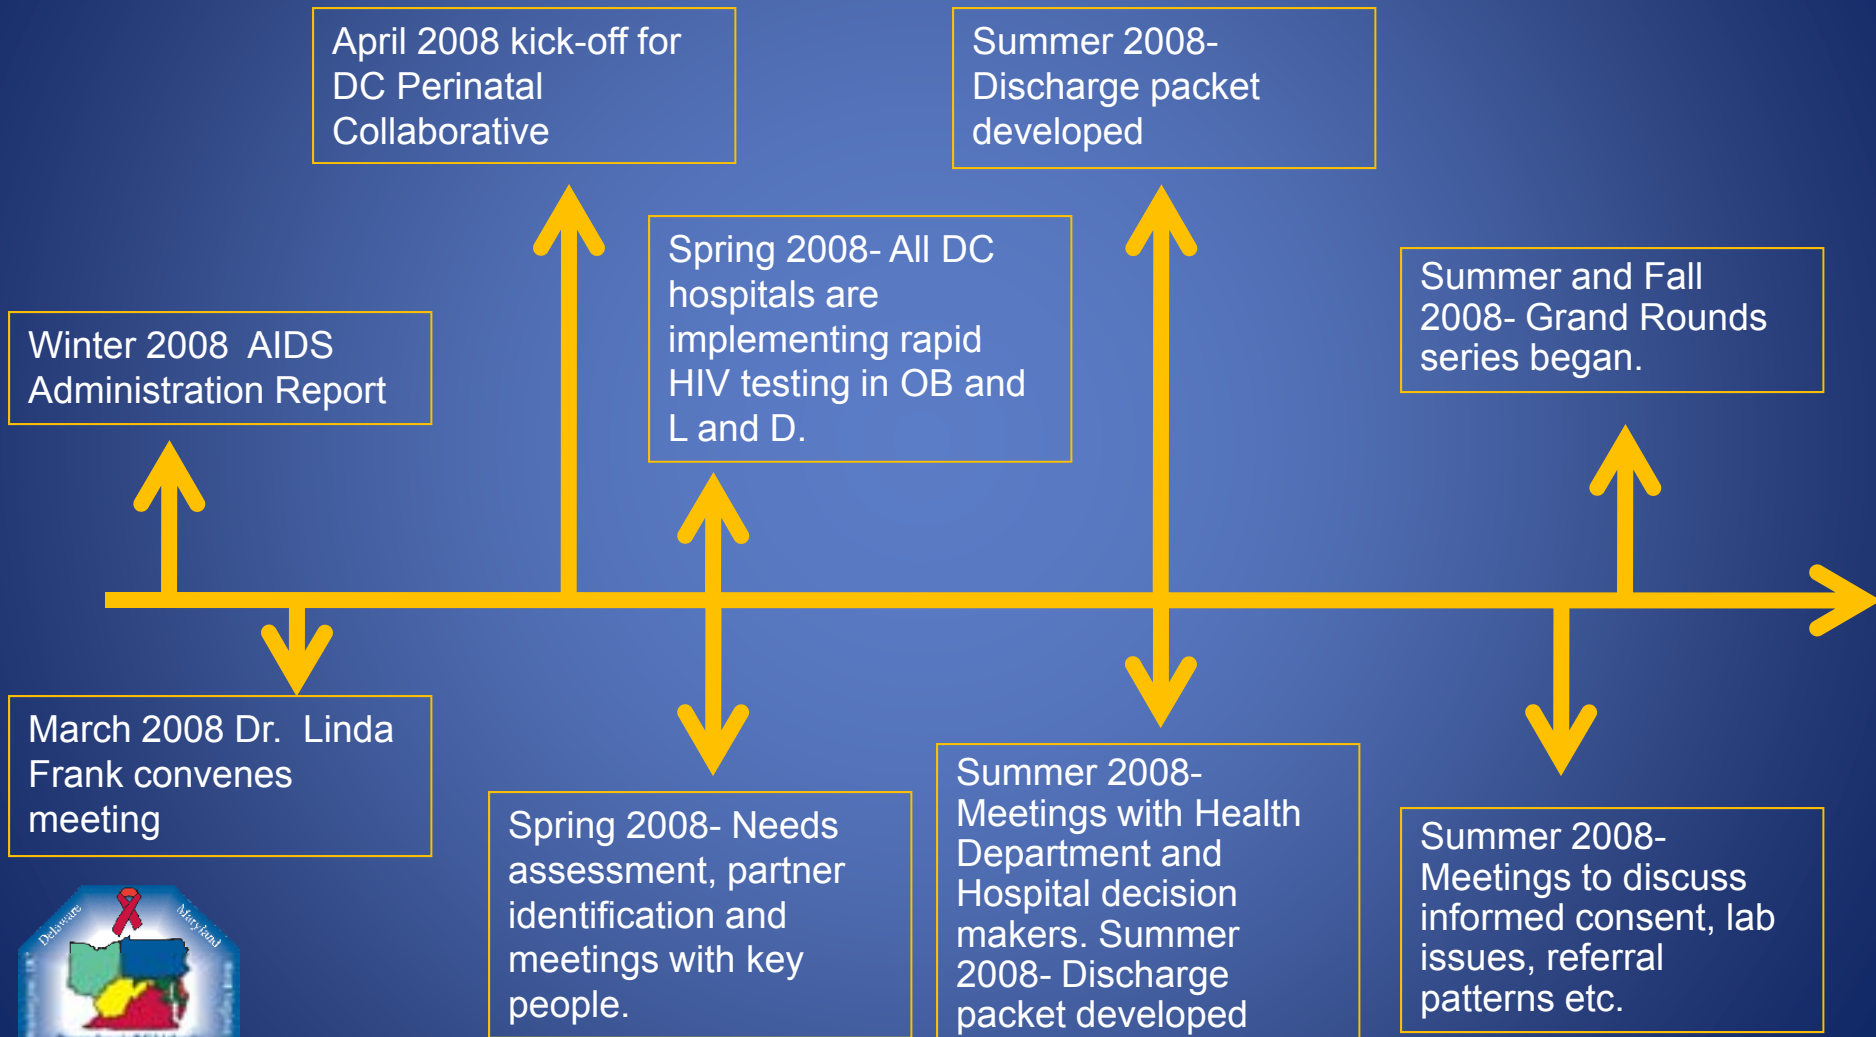 April 2008 kick-off for
DC Perinatal
Collaborative
Summer 2008-
Discharge packet
developed
Spring 2008- All DC
hospitals are
implementing rapid
HIV testing in OB and
L and D.
Summer and Fall
2008- Grand Rounds
series began.
Winter 2008  AIDS
Administration Report
March 2008 Dr.  Linda
Frank convenes
meeting
Spring 2008- Needs
assessment, partner
identification and
meetings with key
people.
Summer 2008-
Meetings with Health
Department and
Hospital decision
makers. Summer
2008- Discharge
packet developed
Summer 2008-
Meetings to discuss
informed consent, lab
issues, referral
patterns etc.
Delaware
Maryland